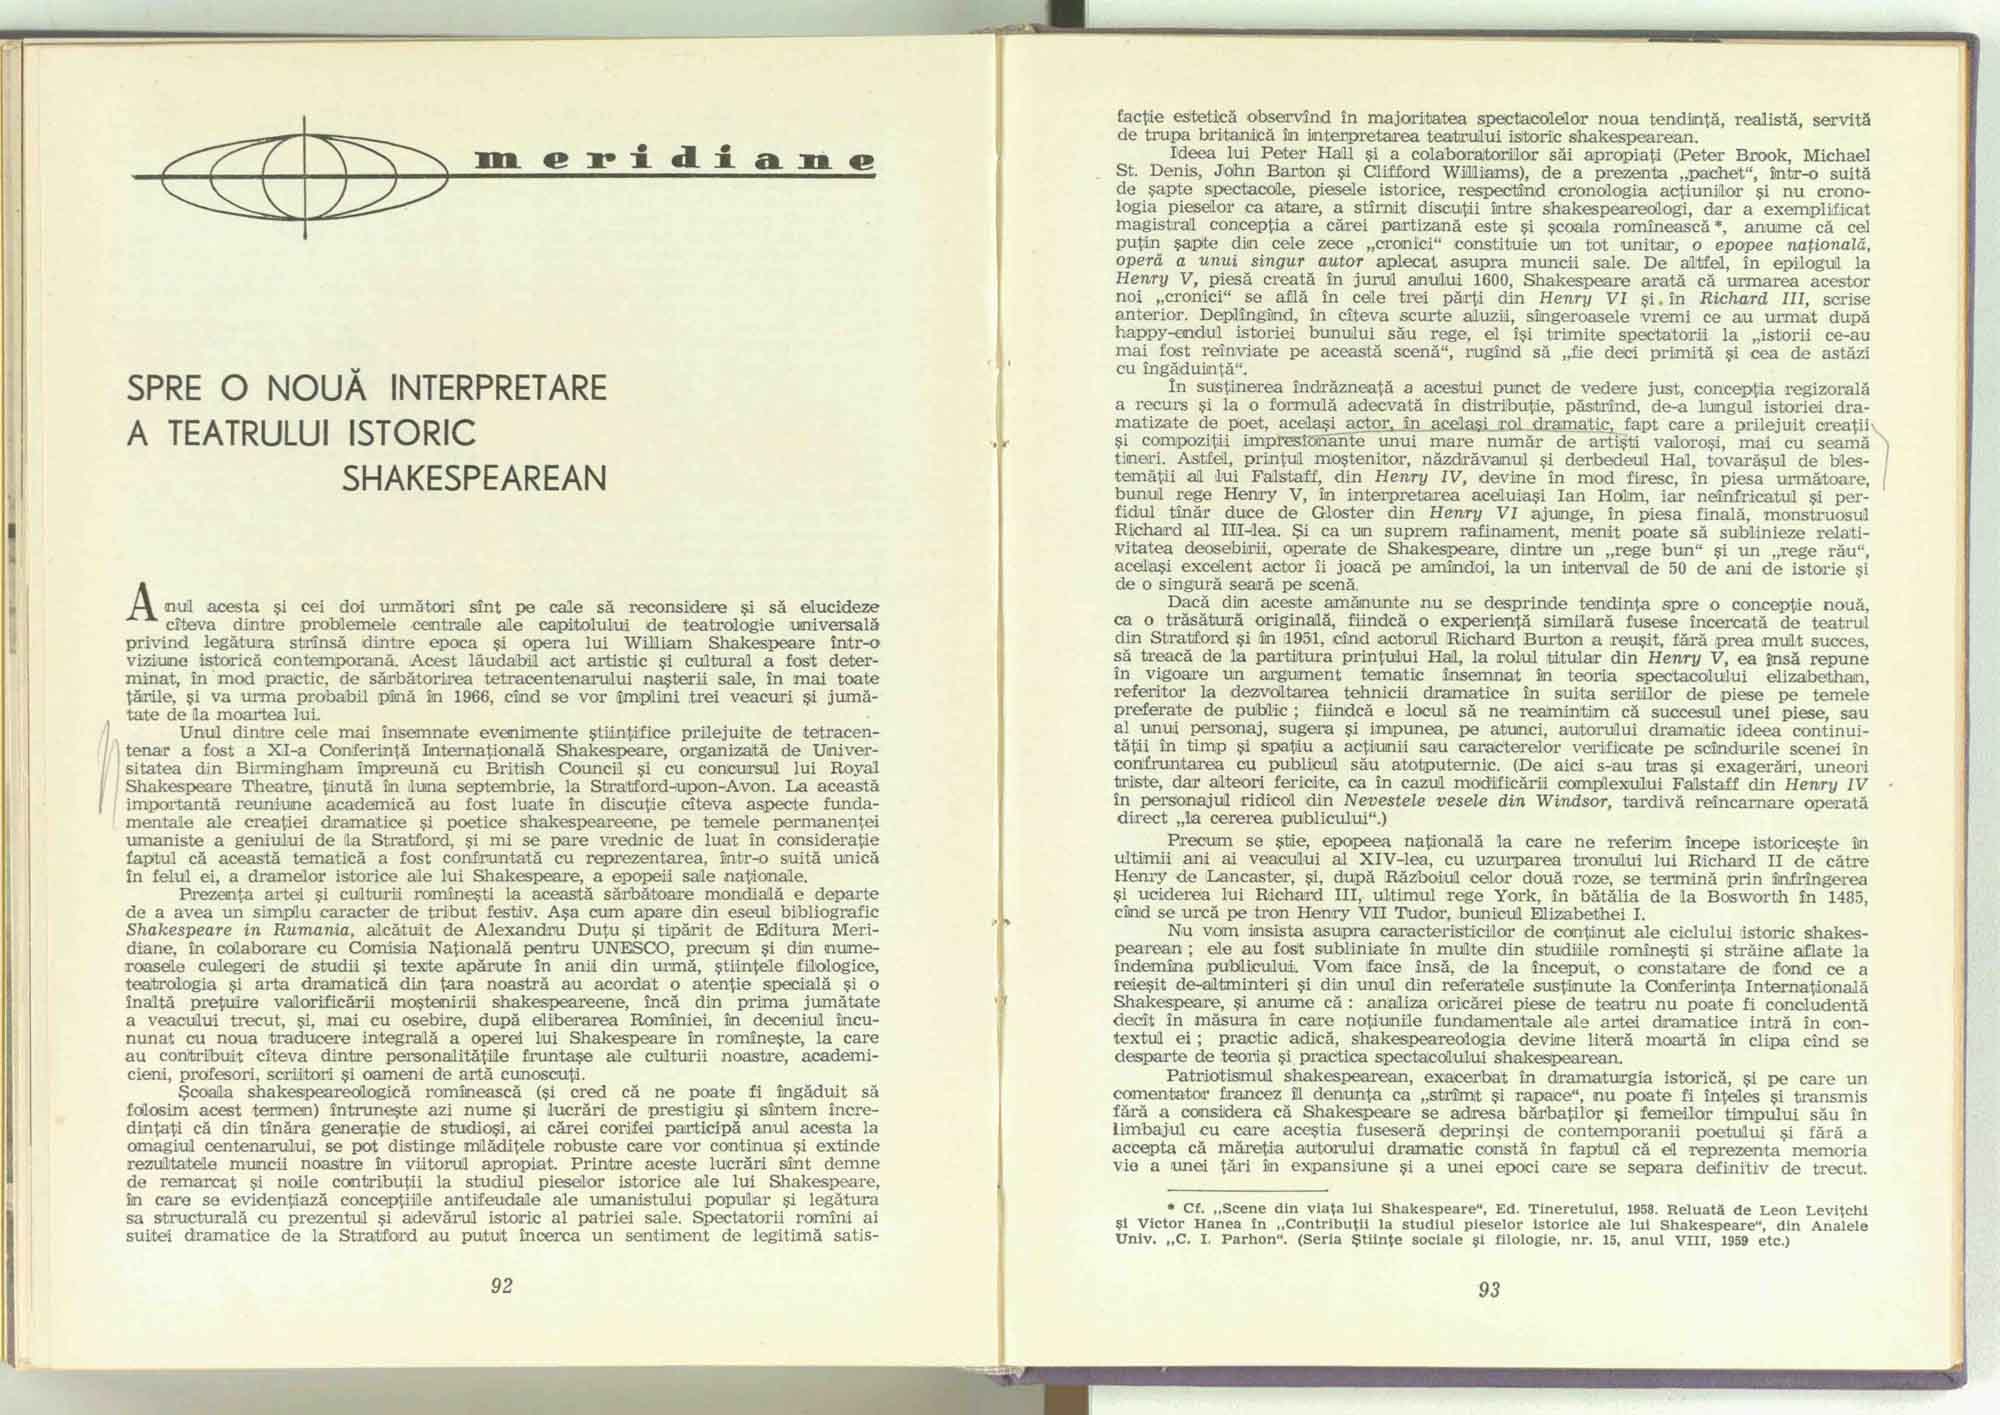 meridiane
SPRE O NOUĂ INTERPRETARE
A TEATRULUI ISTORIC
SHAKESPEAREAN
Anul acesta și cei doi următori sînt pe cale să reconsidere și să elucideze
cîteva dintre problemele centrale ale capitolului de teatrologie universală
privind legătura strînsă dintre epoca și opera lui William Shakespeare într-o
viziune istorică contemporană. Acest lăudabil act artistic și cultural a fost deter-
minat, în mod practic, de sărbătorirea tetracentenarului nașterii sale, în mai toate
țările, și va urma probabil pînă în 1966, cînd se vor împlini trei veacuri și jumă-
tate de la moartea lui.
Unul dintre cele mai însemnate evenimente științifice prilejuite de tetracen-
tenar a fost a XI-a Conferință Internațională Shakespeare, organizată de Univer-
sitatea din Birmingham împreună cu British Council și cu concursul lui Royal
Shakespeare Theatre, ținută în luna septembrie, la Stratford-upon-Avon. La această
importantă reuniune academică au fost luate în discuție cîteva aspecte funda-
mentale ale creației dramatice și poetice shakespeareene, pe temele permanenței
umaniste a geniului de la Stratford, și mi se pare vrednic de luat în considerație
faptul că această tematică a fost confruntată cu reprezentarea, într-o suită unică
în felul ei, a dramelor istorice ale lui Shakespeare, a epopeii sale naționale.
Prezența artei și culturii romînești la această sărbătoare mondială e departe
de a avea un simplu caracter de tribut festiv. Așa cum apare din eseul bibliografic
Shakespeare in Rumania, alcătuit de Alexandru Duțu și tipărit de Editura Meri-
diane, în colaborare cu Comisia Națională pentru UNESCO, precum și din nume-
roasele culegeri de studii și texte apărute în anii din urmă, științele filologice,
teatrologia și arta dramatică din țara noastră au acordat o atenție specială și o
înaltă prețuire valorificării moștenirii shakespeareene, încă din prima jumătate
a veacului trecut, și, mai cu osebire, după eliberarea Romîniei, în deceniul încu-
nunat cu noua traducere integrală a operei lui Shakespeare în romînește, la care
au contribuit cîteva dintre personalitățile fruntașe ale culturii noastre, academi-
cieni, profesori, scriitori și oameni de artă cunoscuți.
Școala shakespeareologică romînească (și cred că ne poate fi îngăduit să
folosim acest termen) întrunește azi nume și lucrări de prestigiu și sîntem încre-
dințați că din tînăra generație de studioși, ai cărei corifei participă anul acesta la
omagiul centenarului, se pot distinge mlădițele robuste care vor continua și extinde
rezultatele muncii noastre în viitorul apropiat. Printre aceste lucrări sînt demne
de remarcat și noile contribuții la studiul pieselor istorice ale lui Shakespeare,
în care se evidențiază concepțiile antifeudale ale umanistului popular și legătura
sa structurală cu prezentul și adevărul istoric al patriei sale. Spectatorii romîni ai
suitei dramatice de la Stratford au putut încerca un sentiment de legitimă satis-
92
facție estetică observînd în majoritatea spectacolelor noua tendință, realistă, servită
de trupa britanică în interpretarea teatrului istoric shakespearean.
Ideea lui Peter Hall și a colaboratorilor săi apropiați (Peter Brook, Michael
St. Denis, John Barton și Clifford Williams), de a prezenta „pachet“, într-o suită
de șapte spectacole, piesele istorice, respectînd cronologia acțiunilor și nu crono-
logia pieselor ca atare, a stîrnit discuții între shakespeareologi, dar a exemplificat
magistral concepția a cărei partizană este și școala romînească*, anume că cel
puțin șapte din cele zece „cronici“ constituie un tot unitar, o epopee națională,
operă a unui singur autor aplecat asupra muncii sale. De altfel, în epilogul la
Henry V, piesă creată în jurul anului 1600, Shakespeare arată că urmarea acestor
noi „cronici“ se află în cele trei părți din Henry VI și în Richard III, scrise
anterior. Deplîngînd, în cîteva scurte aluzii, sîngeroasele vremi ce au urmat după
happy-endul istoriei bunului său rege, el își trimite spectatorii la „istorii ce-au
mai fost reînviate pe această scenă“, rugînd să „fie deci primită și cea de astăzi
cu îngăduință“.
În susținerea îndrăzneață a acestui punct de vedere just, concepția regizorală
a recurs și la o formulă adecvată în distribuție, păstrînd, de-a lungul istoriei dra-
matizate de poet, același actor, în același rol dramatic, fapt care a prilejuit creații
și compoziții impresionante unui mare număr de artiști valoroși, mai cu seamă
tineri. Astfel, prințul moștenitor, năzdrăvanul și derbedeul Hal, tovarășul de bles-
temății al lui Falstaff, din Henry IV, devine în mod firesc, în piesa următoare,
bunul rege Henry V, în interpretarea aceluiași Ian Holm, iar neînfricatul și per-
fidul tînăr duce de Gloster din Henry VI ajunge, în piesa finală, monstruosul
Richard al III-lea. Și ca un suprem rafinament, menit poate să sublinieze relati-
vitatea deosebirii, operate de Shakespeare, dintre un „rege bun“ și un „rege rău“,
același excelent actor îi joacă pe amîndoi, la un interval de 50 de ani de istorie și
de o singură seară pe scenă.
Dacă din aceste amănunte nu se desprinde tendința spre o concepție nouă,
ca o trăsătură originală, fiindcă o experiență similară fusese încercată de teatrul
din Stratford și în 1951, cînd actorul Richard Burton a reușit, fără prea mult succes,
să treacă de la partitura prințului Hal, la rolul titular din Henry V, ea însă repune
în vigoare un argument tematic însemnat în teoria spectacolului elizabethan,
referitor la dezvoltarea tehnicii dramatice în suita seriilor de piese pe temele
preferate de public ; fiindcă e locul să ne reamintim că succesul unei piese, sau
al unui personaj, sugera și impunea, pe atunci, autorului dramatic ideea continui-
tății în timp și spațiu a acțiunii sau caracterelor verificate pe scîndurile scenei în
confruntarea cu publicul său atotputernic. (De aici s-au tras și exagerări, uneori
triste, dar alteori fericite, ca în cazul modificării complexului Falstaff din Henry IV
în personajul ridicol din Nevestele vesele din Windsor, tardivă reîncarnare operată
direct „la cererea publicului“.)
Precum se știe, epopeea națională la care ne referim începe istoricește în
ultimii ani ai veacului al XIV-lea, cu uzurparea tronului lui Richard II de către
Henry de Lancaster, și, după Războiul celor două roze, se termină prin înfrîngerea
și uciderea lui Richard III, ultimul rege York, în bătălia de la Bosworth în 1485,
cînd se urcă pe tron Henry VII Tudor, bunicul Elizabethei I.
Nu vom insista asupra caracteristicilor de conținut ale ciclului istoric shakes-
pearean ; ele au fost subliniate în multe din studiile romînești și străine aflate la
îndemîna publicului. Vom face însă, de la început, o constatare de fond ce a
reieșit de-altminteri și din unul din referatele susținute la Conferința Internațională
Shakespeare, și anume că : analiza oricărei piese de teatru nu poate fi concludentă
decît în măsura în care noțiunile fundamentale ale artei dramatice intră în con-
textul ei ; practic adică, shakespeareologia devine literă moartă în clipa cînd se
desparte de teoria și practica spectacolului shakespearean.
Patriotismul shakespearean, exacerbat în dramaturgia istorică, și pe care un
comentator francez îl denunța ca „strîmt și rapace“, nu poate fi înțeles și transmis
fără a considera că Shakespeare se adresa bărbaților și femeilor timpului său în
limbajul cu care aceștia fuseseră deprinși de contemporanii poetului și fără a
accepta că măreția autorului dramatic constă în faptul că el reprezenta memoria
vie a unei țări în expansiune și a unei epoci care se separa definitiv de trecut.
* Cf. „Scene din viața lui Shakespeare“, Ed. Tineretului, 1958. Reluată de Leon Levițchi
și Victor Hanea în „Contribuții la studiul pieselor istorice ale lui Shakespeare“, din Analele
Univ. „C. I. Parhon“. (Seria Științe sociale și filologie, nr. 15, anul VIII, 1959 etc.)
93